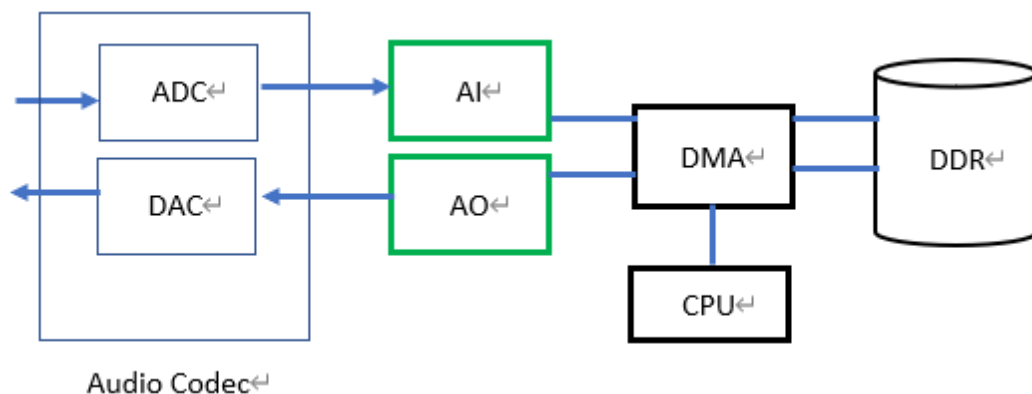 ADC↵
AI↵
DMA↵
DDR↵
DAC↵
AO↵
CPU↵
Audio Codec↵